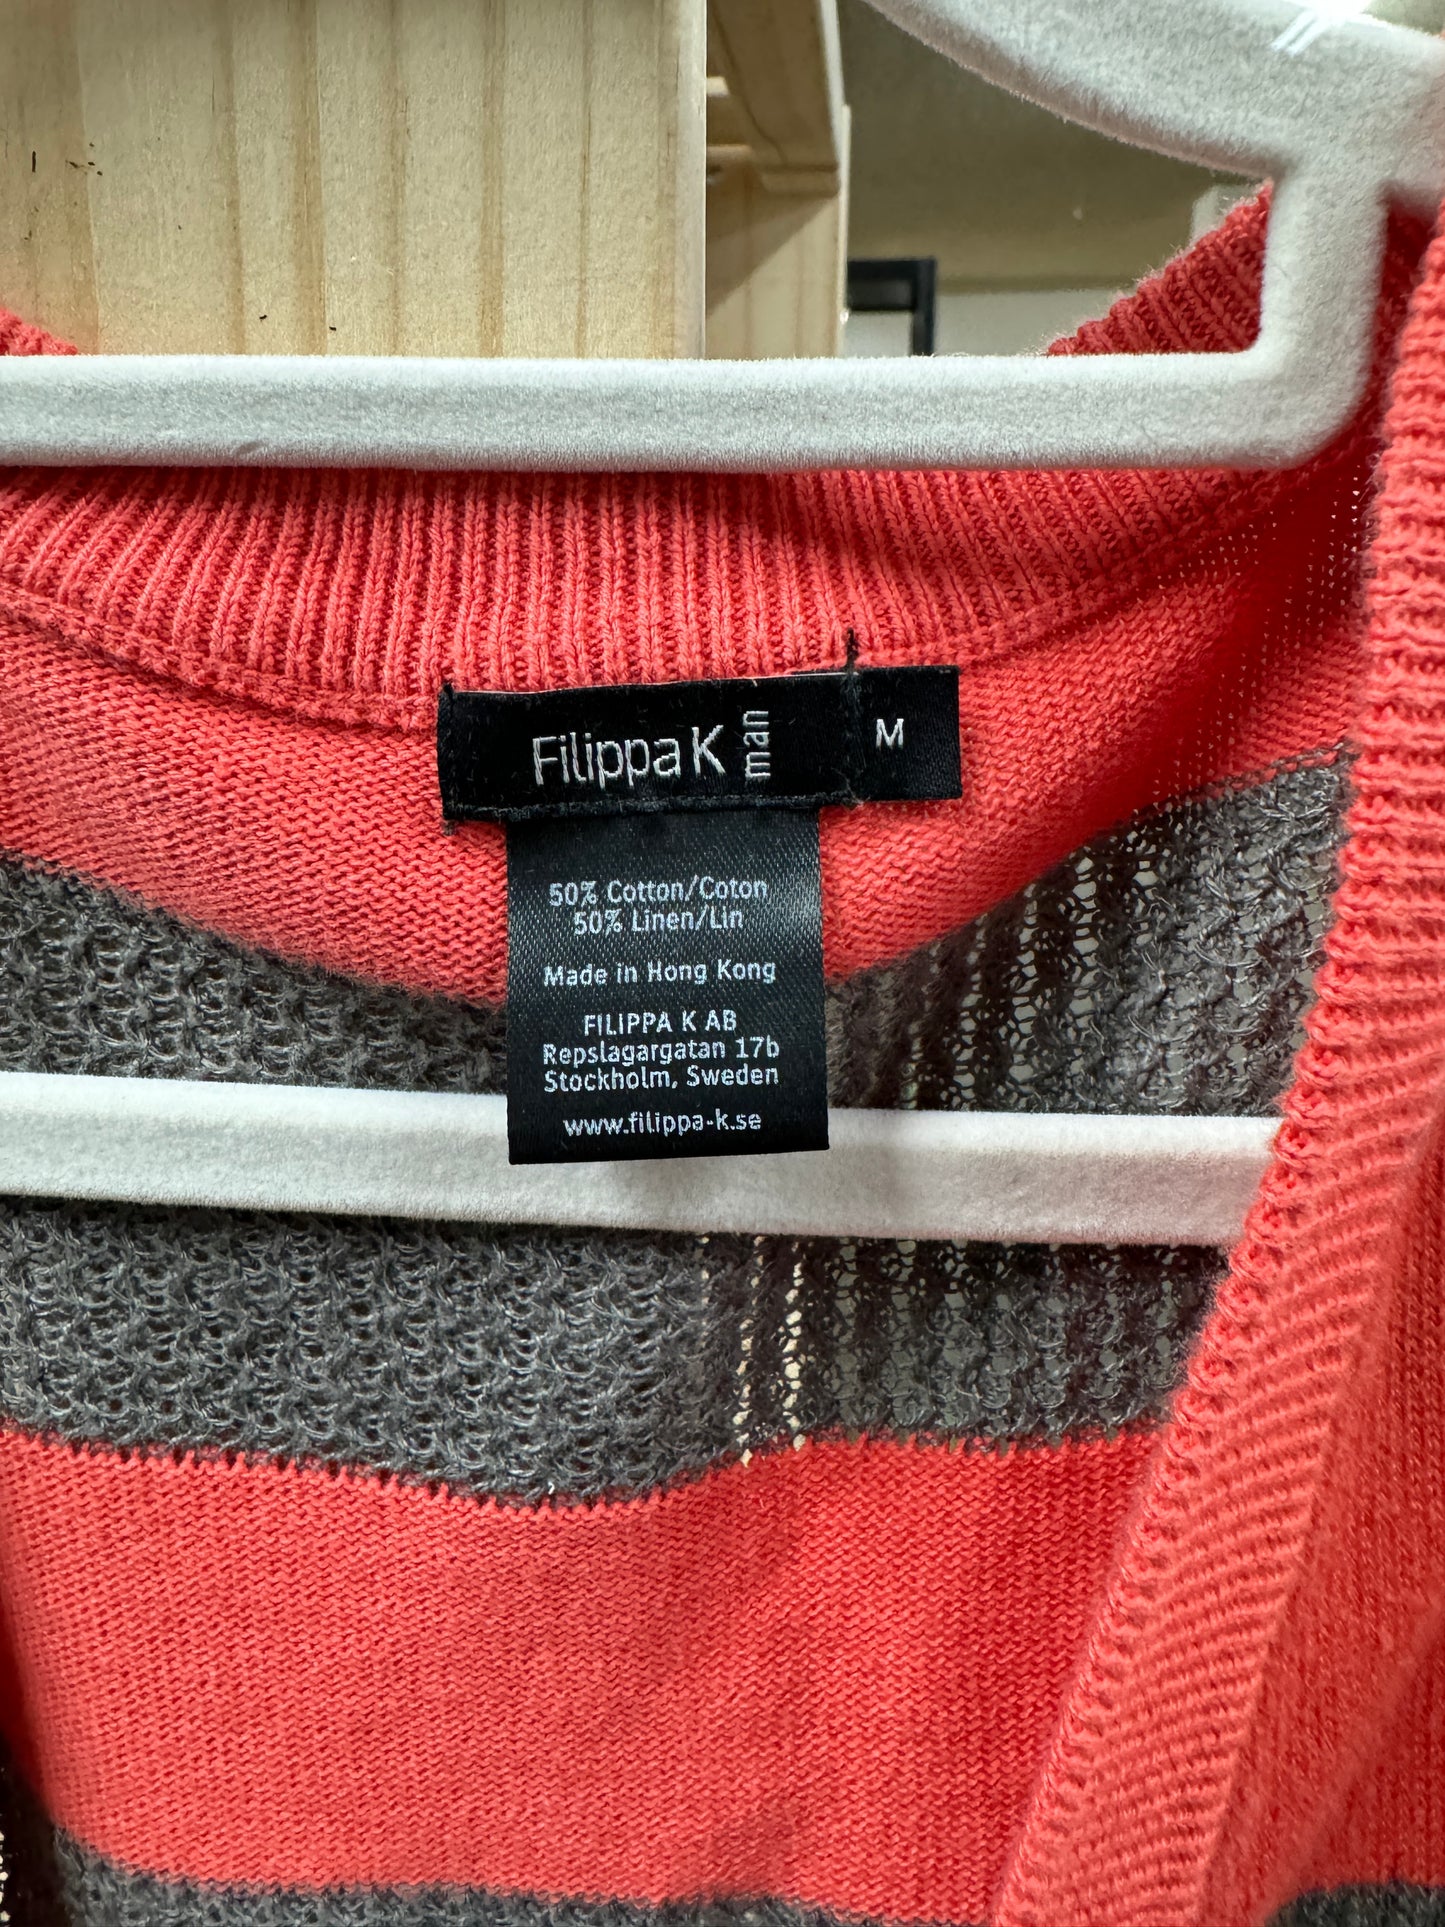 Filippa K man M
50% Cotton/Coton
50% Linen/Lin
Made in Hong Kong
FILIPPA K AB
Repslagargatan 17b
Stockholm, Sweden
www.filippa-k.se